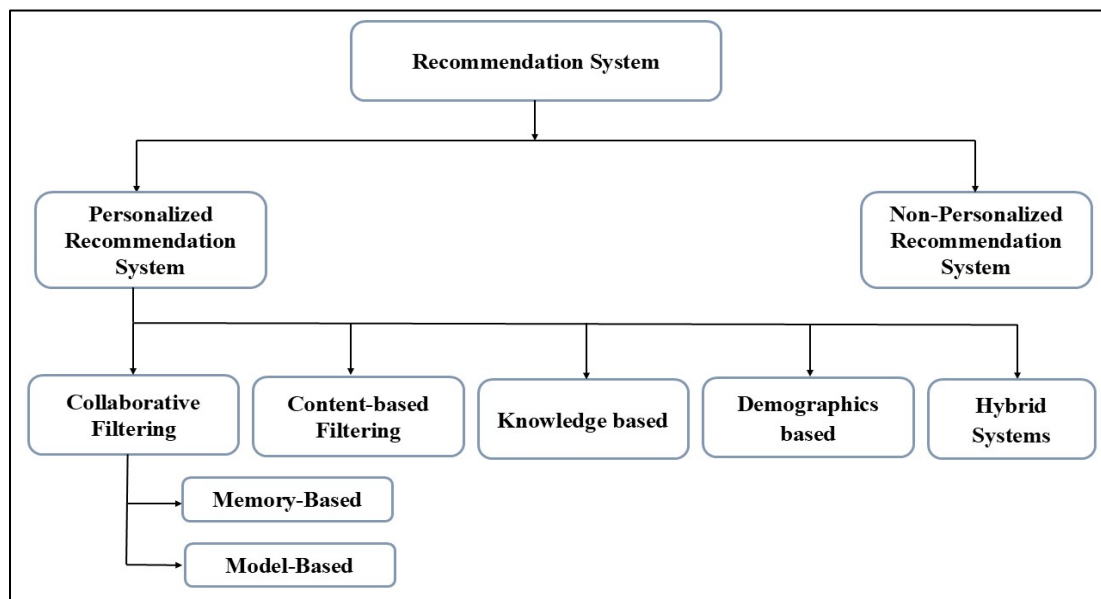 Recommendation System
Personalized
Recommendation
System
Non-Personalized
Recommendation
System
Collaborative
Filtering
Content-based
Filtering
Knowledge based
Demographics
based
Hybrid
Systems
Memory-Based
Model-Based